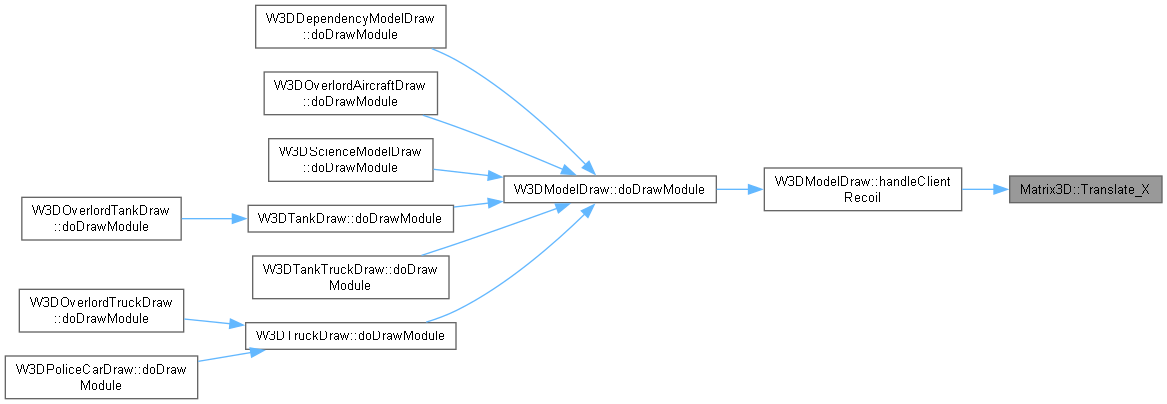 W3DDependencyModelDraw
::doDrawModule
W3DOverlordAircraftDraw
::doDrawModule
W3DScienceModelDraw
::doDrawModule
W3DModelDraw::doDrawModule
W3DModelDraw::handleClient
Recoil
Matrix3D::Translate_X
W3DOverlordTankDraw
::doDrawModule
W3DTankDraw::doDrawModule
W3DTankTruckDraw::doDraw
Module
W3DOverlordTruckDraw
::doDrawModule
W3DTruckDraw::doDrawModule
W3DPoliceCarDraw::doDraw
Module